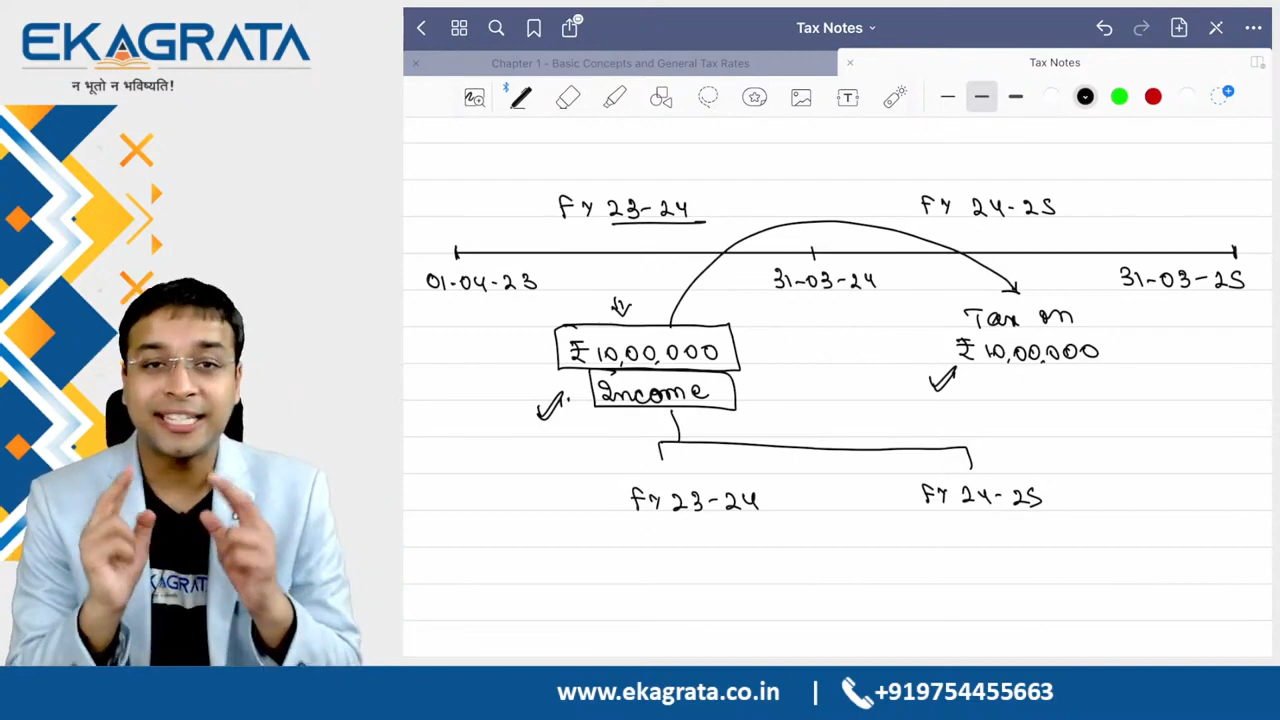 EKAGRATA
न भूतो न भविष्यति!
Tax Notes
Chapter 1 - Basic Concepts and General Tax Rates
Tax Notes
FY 23-24
FY 24-25
01-04-23
31-03-24
31-03-25
₹ 10,00,000
Income
Tax on
₹ 10,00,000
FY 23-24
FY 24-25
EKAGRATA
www.ekagrata.co.in | +919754455663